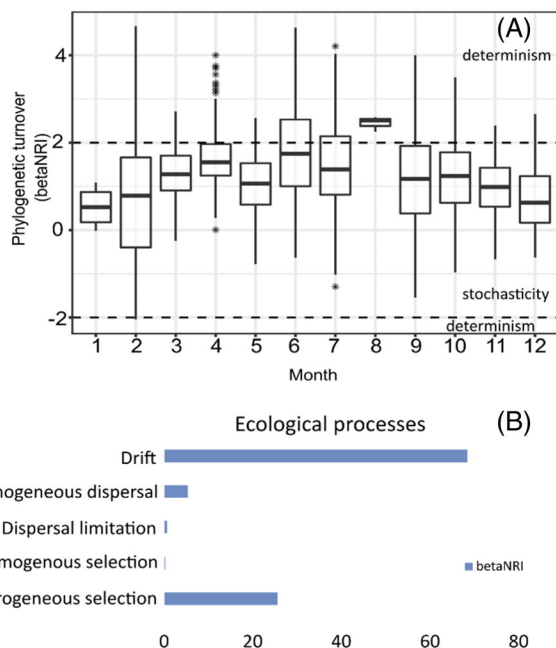 (A)
4
determinism
2
Phylogenetic turnover
(betaNRI)
0
stochasticity
-2
determinism
1 2 3 4 5 6 7 8 9 10 11 12
Month
Ecological processes
(B)
Drift
nogeneous dispersal
Dispersal limitation
mogenous selection
betaNRI
rogeneous selection
0 20 40 60 80